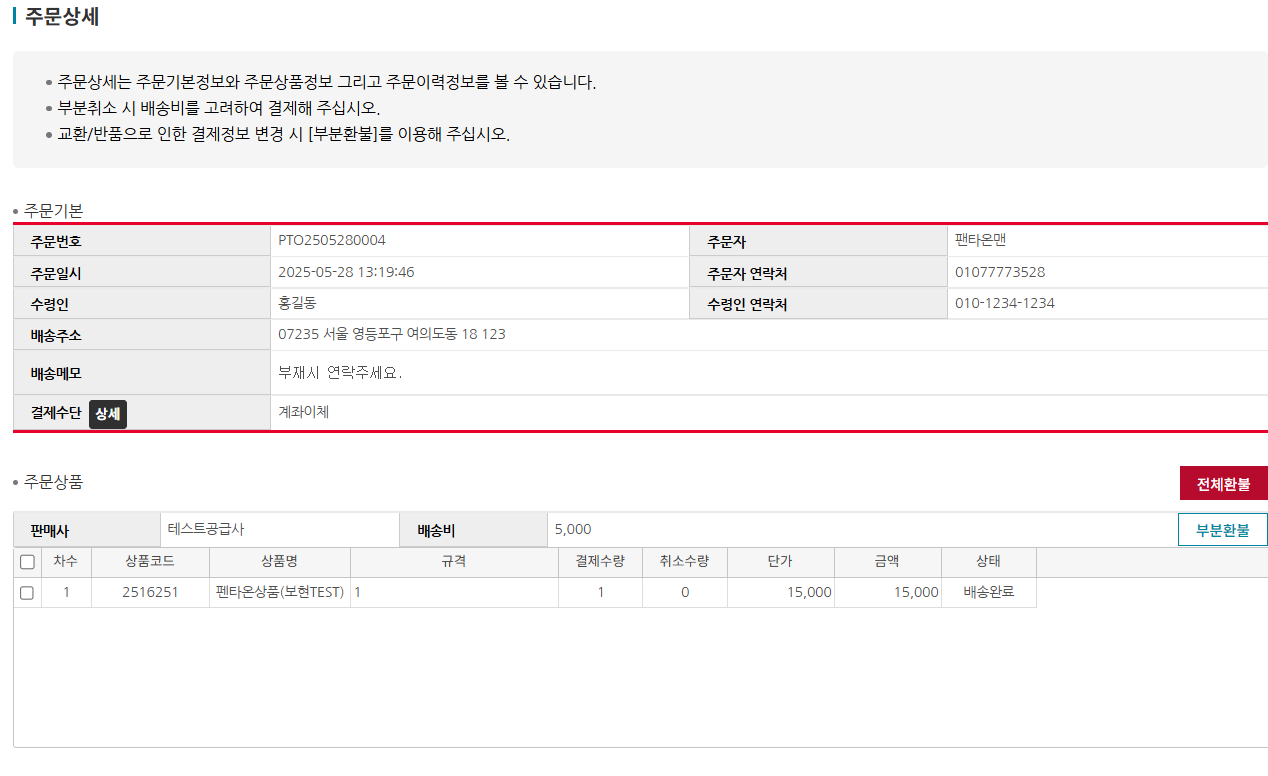 주문상세
주문상세는 주문기본정보와 주문상품정보 그리고 주문이력정보를 볼 수 있습니다.
부분취소 시 배송비를 고려하여 결제해 주십시오.
교환/반품으로 인한 결제정보 변경 시 [부분환불]를 이용해 주십시오.
주문기본
주문번호 PTO2505280004 주문자 팬타온맨
주문일시 2025-05-28 13:19:46 주문자 연락처 01077773528
수령인 홍길동 수령인 연락처 010-1234-1234
배송주소 07235 서울 영등포구 여의도동 18 123
배송메모 부재시 연락주세요.
결제수단 상세 계좌이체
주문상품 전체환불
판매사 테스트공급사 배송비 5,000 부분환불
차수 상품코드 상품명 규격 결제수량 취소수량 단가 금액 상태
1 2516251 펜타온상품(보현TEST) 1 1 0 15,000 15,000 배송완료